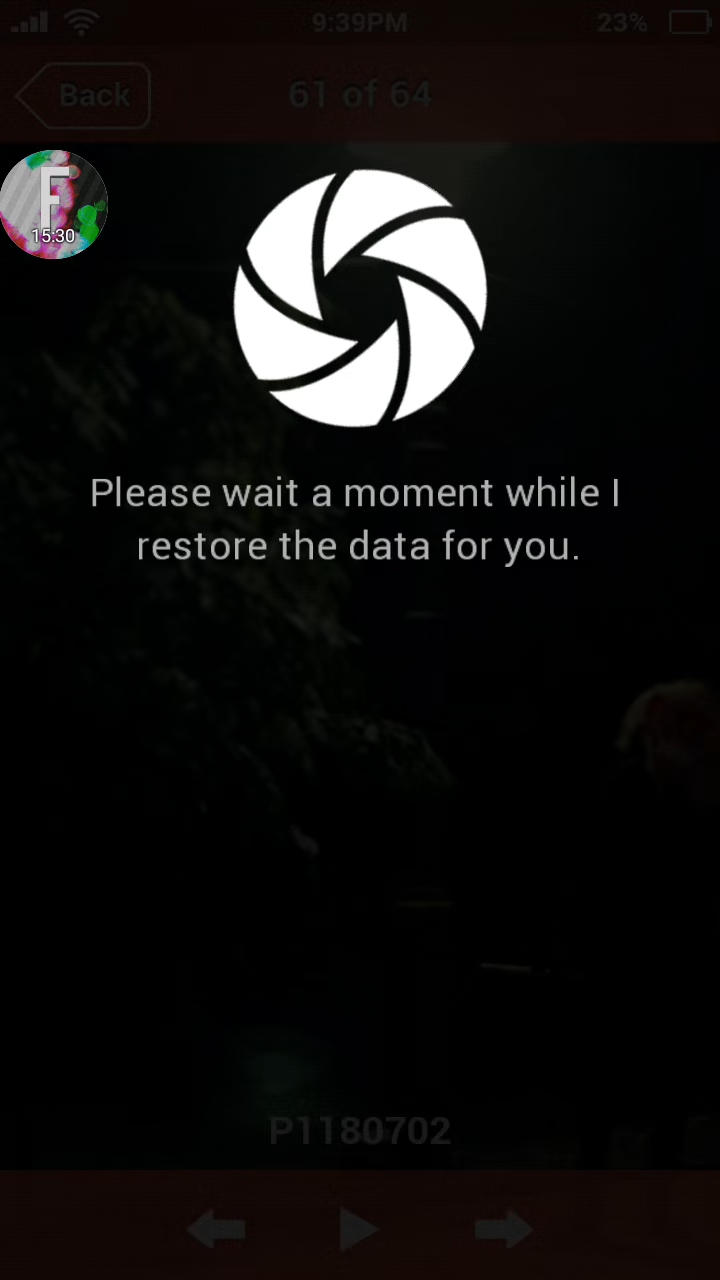 9:39PM
23%
Back
61 of 64
F
15:30
Please wait a moment while I
restore the data for you.
P1180702